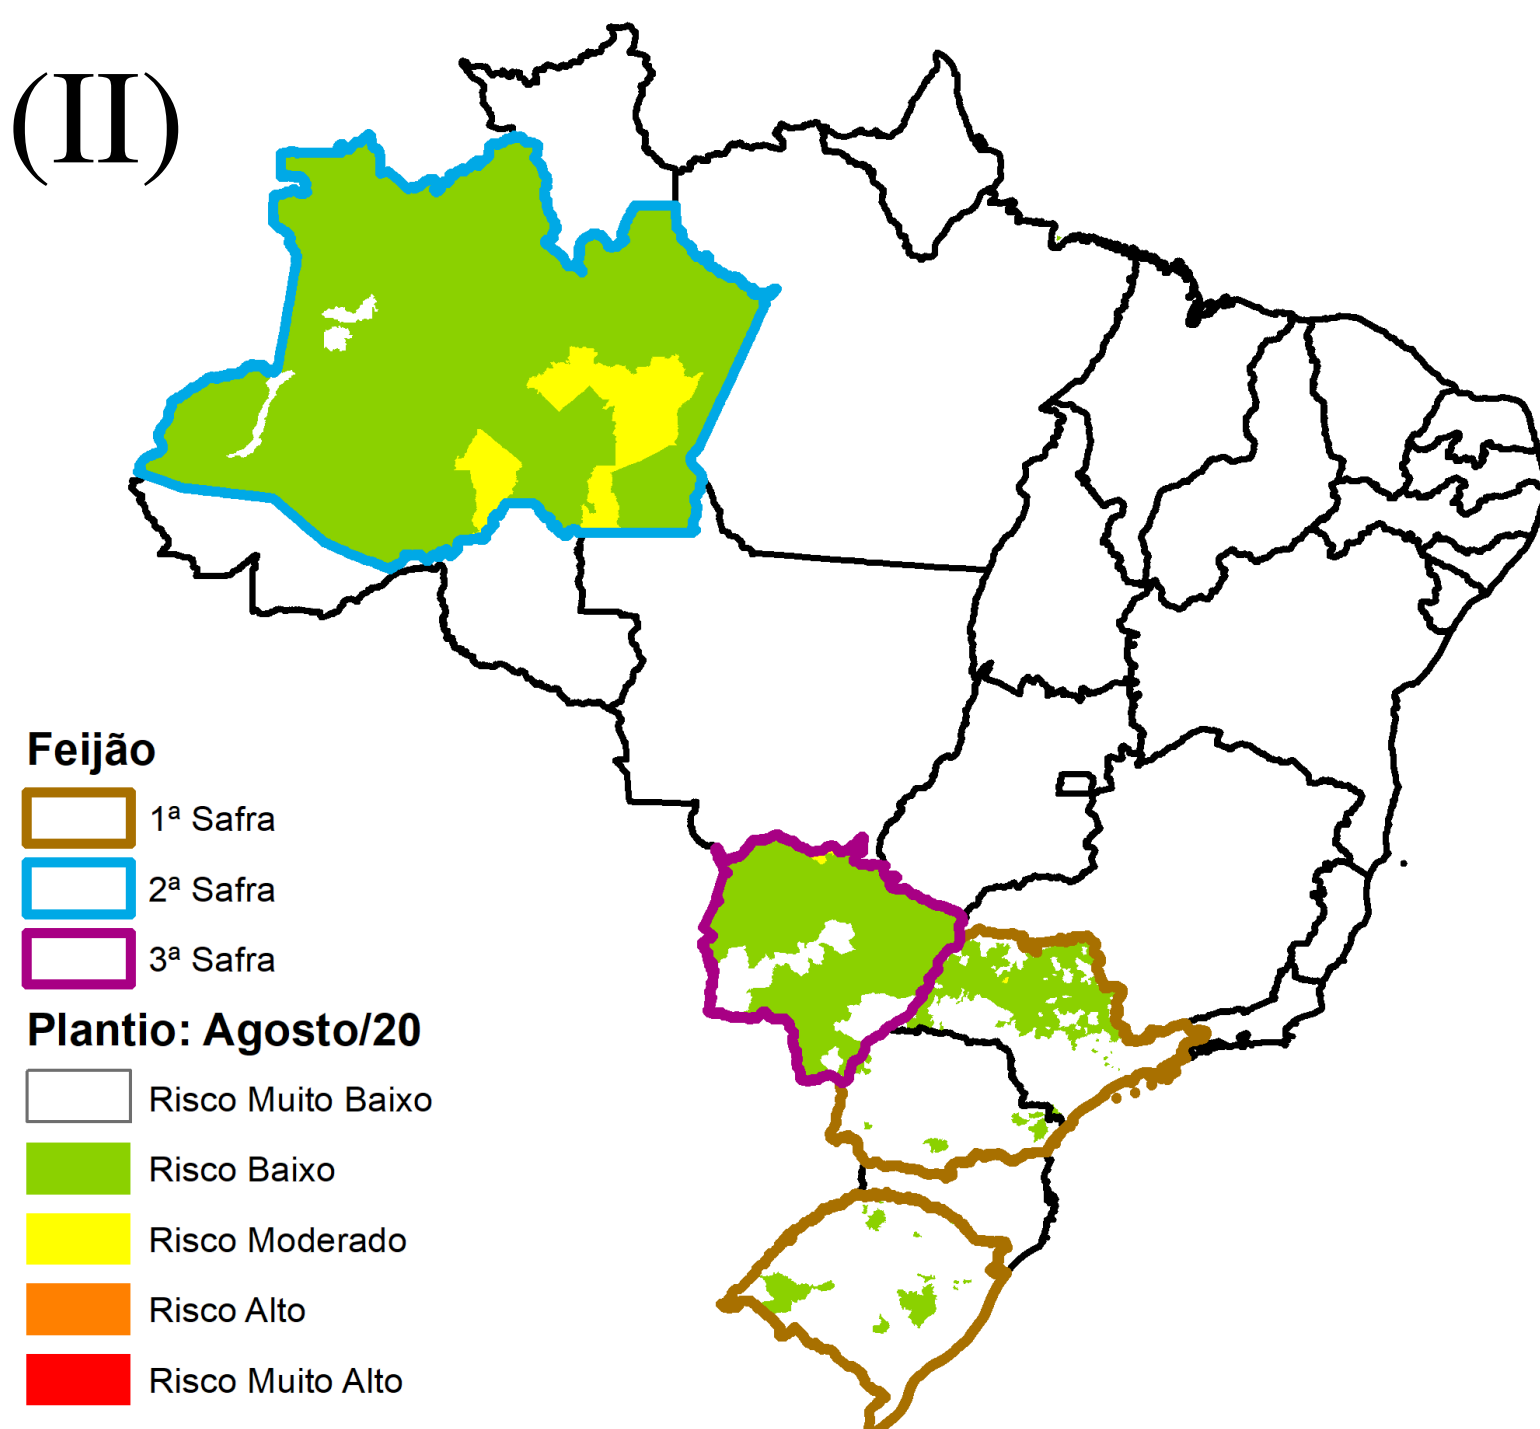 (II)
Feijão
1ª Safra
2ª Safra
3ª Safra
Plantio: Agosto/20
Risco Muito Baixo
Risco Baixo
Risco Moderado
Risco Alto
Risco Muito Alto